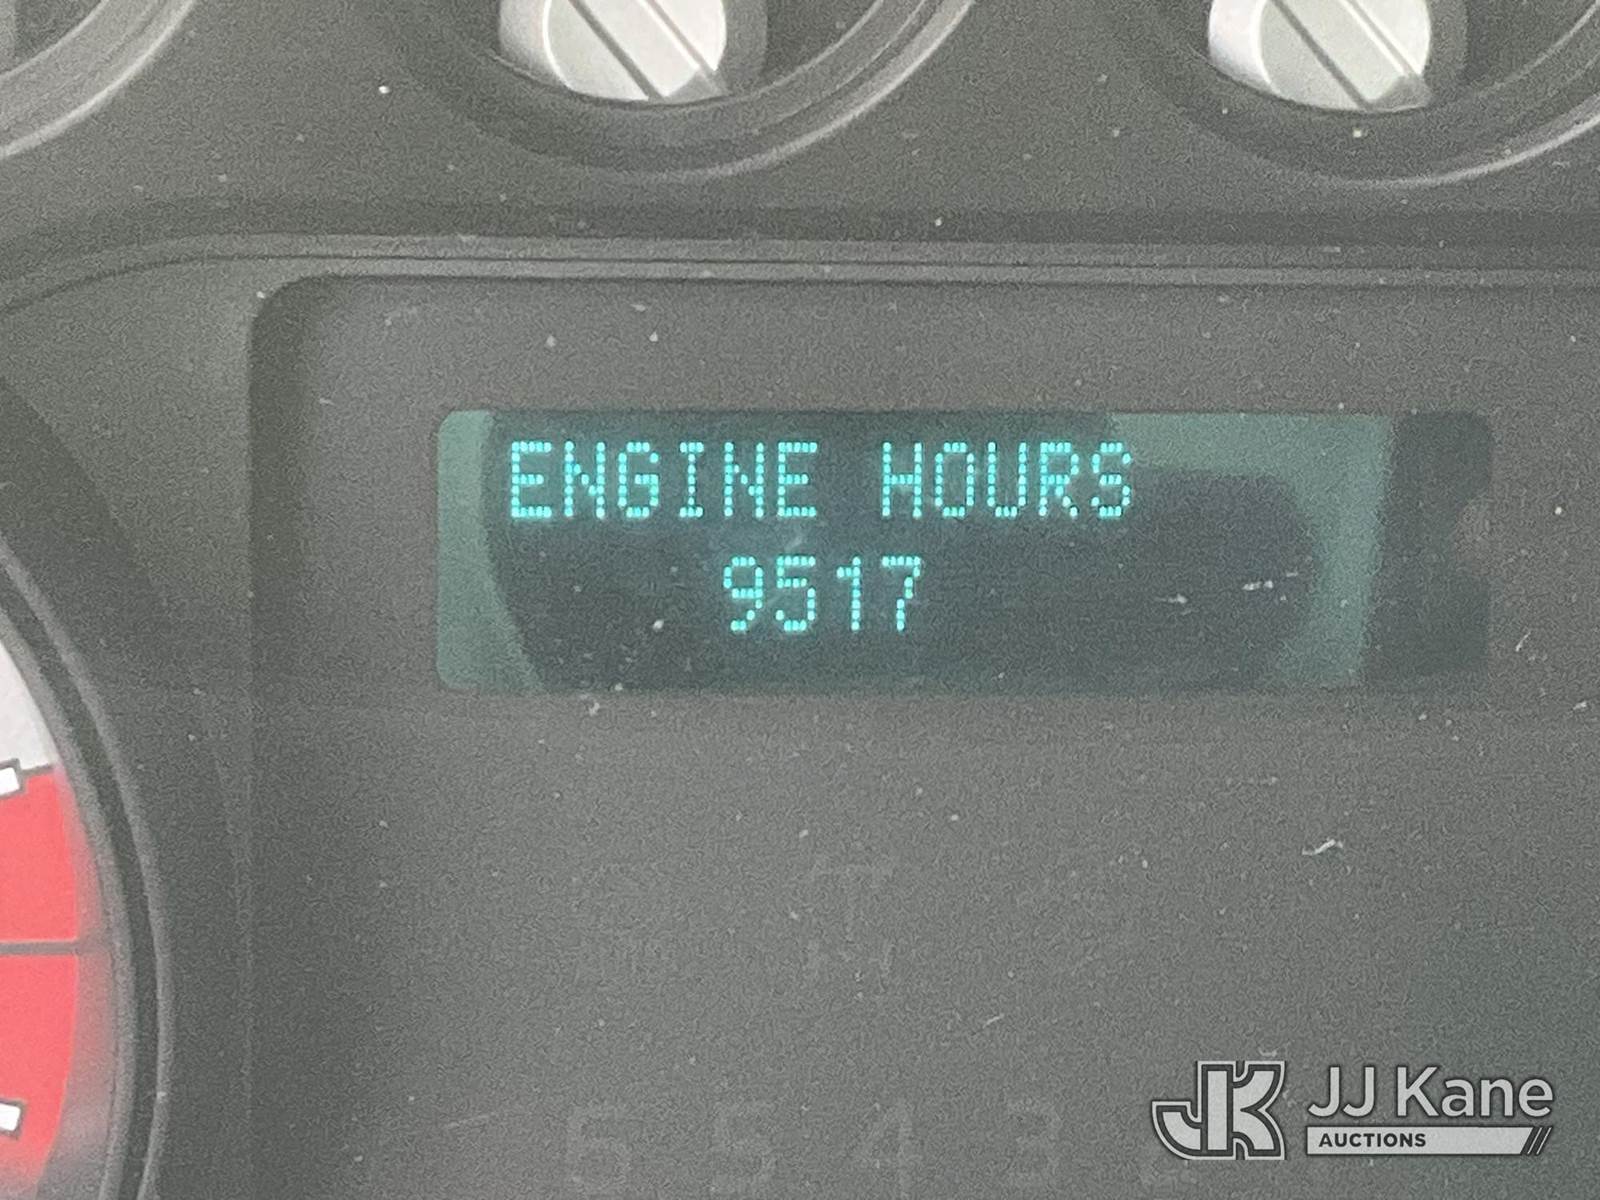 ENGINE HOURS
9517
JJ Kane
AUCTIONS